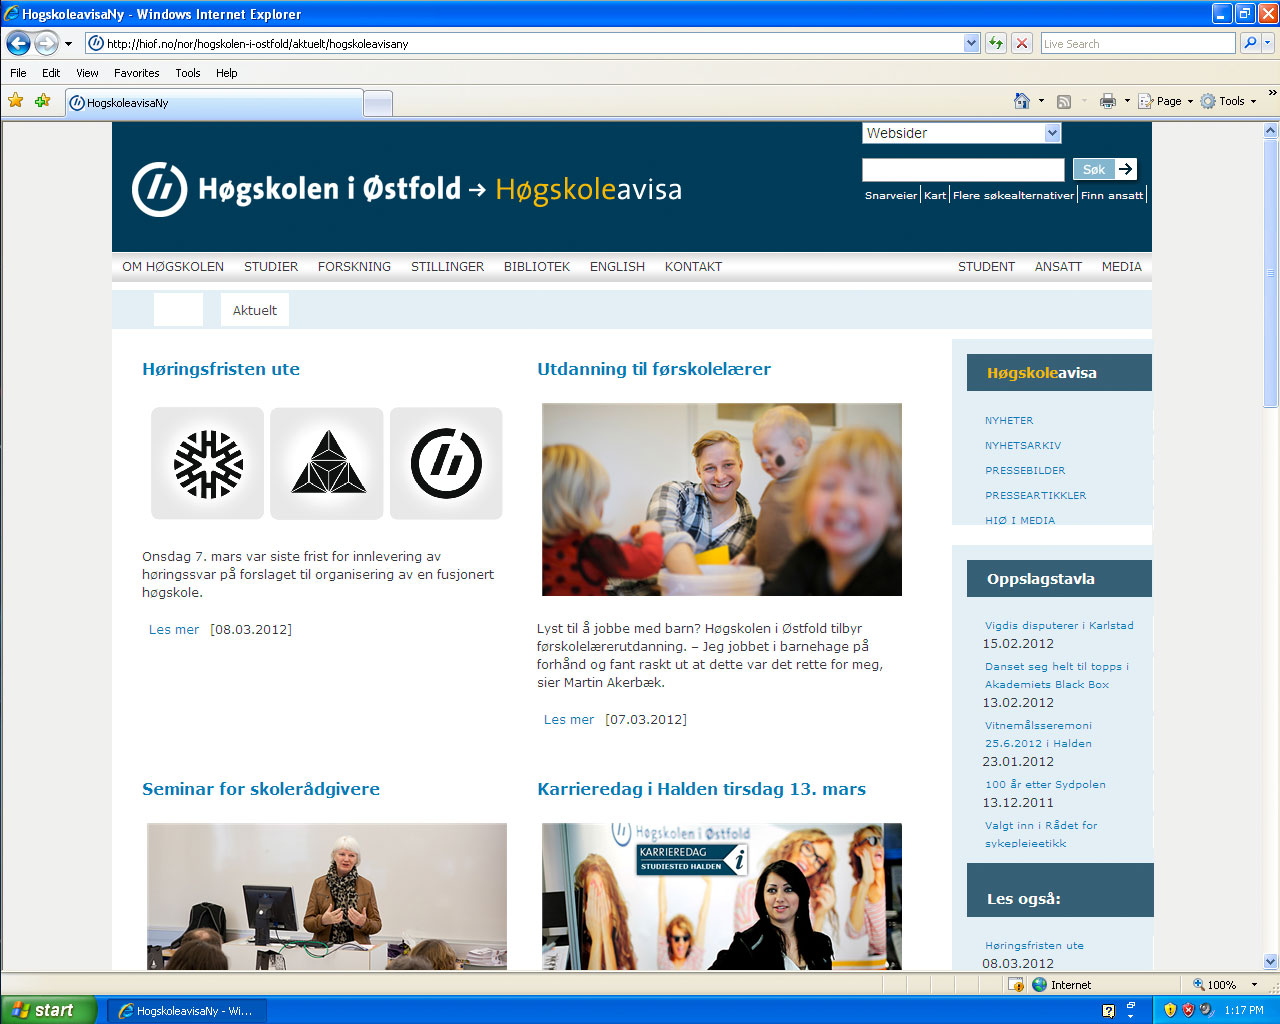 HogskoleavisaNy - Windows Internet Explorer
http://hiof.no/nor/hogskolen-i-ostfold/aktuelt/hogskoleavisany
Live Search
File Edit View Favorites Tools Help
HogskoleavisaNy
Page Tools
Websider
Høgskolen i Østfold → Høgskoleavisa
Søk
Snarveier Kart Flere søkealternativer Finn ansatt
OM HØGSKOLEN STUDIER FORSKNING STILLINGER BIBLIOTEK ENGLISH KONTAKT STUDENT ANSATT MEDIA
Aktuelt
Høringsfristen ute
Onsdag 7. mars var siste frist for innlevering av
høringssvar på forslaget til organisering av en fusjonert
høgskole.
Les mer [08.03.2012]
Utdanning til førskolelærer
Lyst til å jobbe med barn? Høgskolen i Østfold tilbyr
førskolelærerutdanning. – Jeg jobbet i barnehage på
forhånd og fant raskt ut at dette var det rette for meg,
sier Martin Akerbæk.
Les mer [07.03.2012]
Seminar for skolerådgivere
Karrieredag i Halden tirsdag 13. mars
Høgskolen i Østfold
KARRIEREDAG
STUDIESTED HALDEN
i
Høgskoleavisa
NYHETER
NYHETSARKIV
PRESSEBILDER
PRESSEARTIKKLER
HIØ I MEDIA
Oppslagstavla
Vigdis disputerer i Karlstad
15.02.2012
Danset seg helt til topps i
Akademiets Black Box
13.02.2012
Vitnemålsseremoni
25.6.2012 i Halden
23.01.2012
100 år etter Sydpolen
13.12.2011
Valgt inn i Rådet for
sykepleieetikk
Les også:
Høringsfristen ute
08.03.2012
Internet
100%
start
HogskoleavisaNy - Wi...
1:17 PM